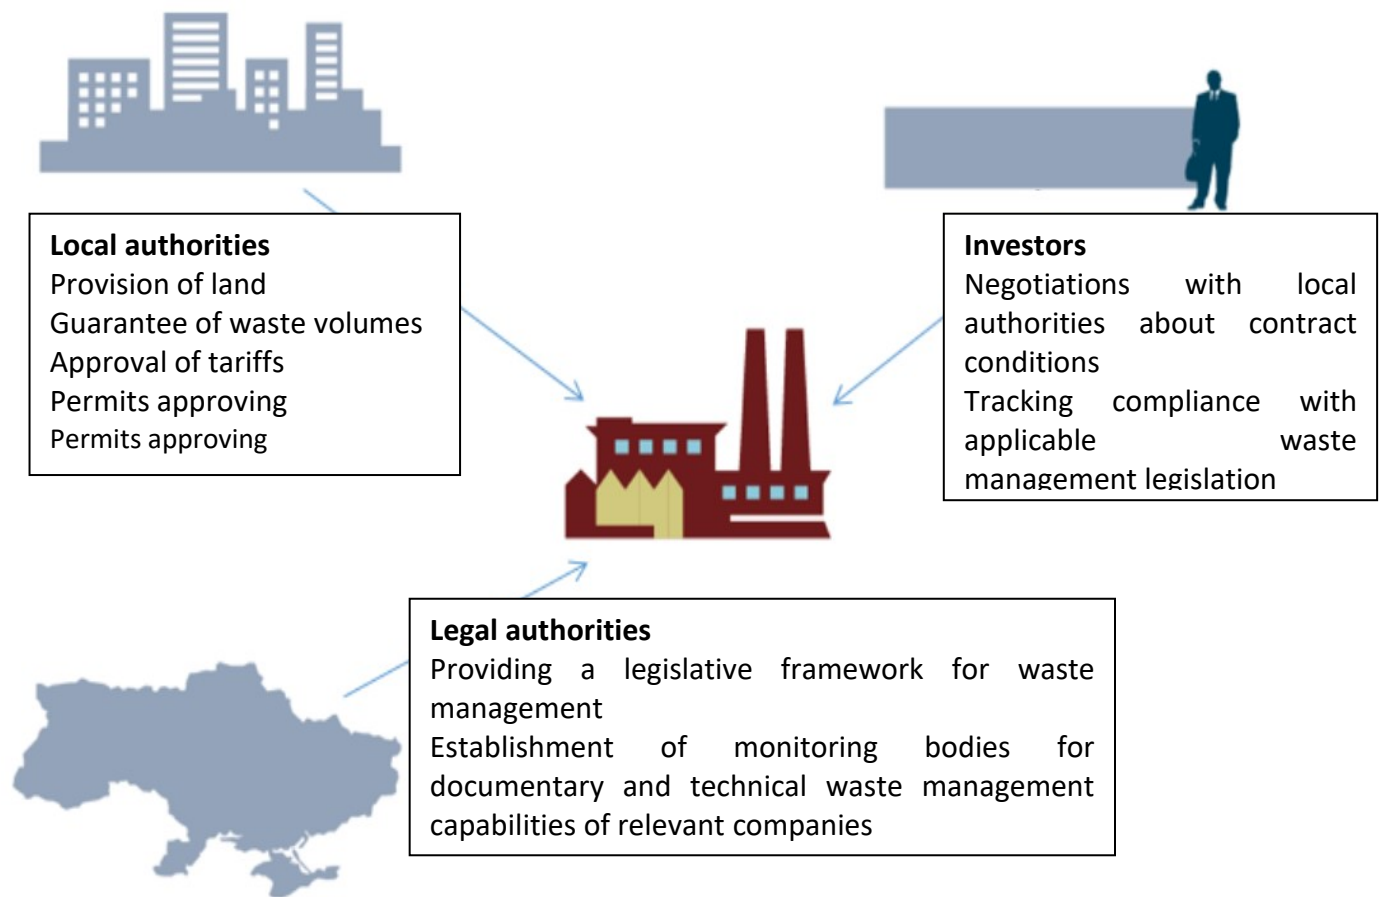 Local authorities
Provision of land
Guarantee of waste volumes
Approval of tariffs
Permits approving
Permits approving
Investors
Negotiations with local
authorities about contract
conditions
Tracking compliance with
applicable waste
management legislation
Legal authorities
Providing a legislative framework for waste
management
Establishment of monitoring bodies for
documentary and technical waste management
capabilities of relevant companies